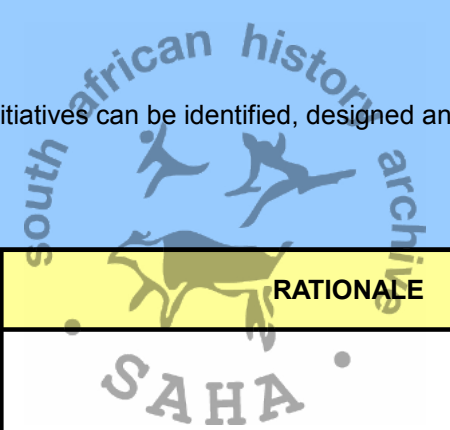 south african history archive
itiatives can be identified, designed an
RATIONALE
SAHA